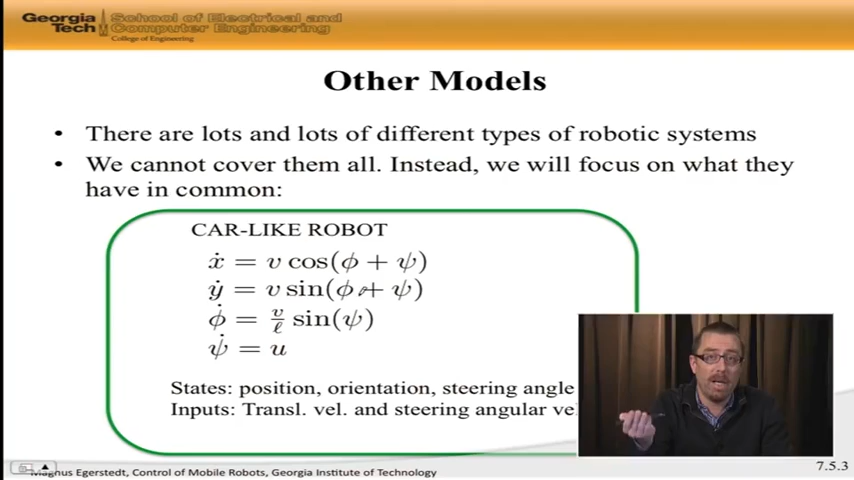 Georgia Tech
School of Electrical and Computer Engineering
College of Engineering
Other Models
• There are lots and lots of different types of robotic systems
• We cannot cover them all. Instead, we will focus on what they
have in common:
CAR-LIKE ROBOT
ẋ = v cos(ϕ + ψ)
ẏ = v sin(ϕ + ψ)
ϕ̇ = v/ℓ sin(ψ)
ψ̇ = u
States: position, orientation, steering angle
Inputs: Transl. vel. and steering angular vel
Magnus Egerstedt, Control of Mobile Robots, Georgia Institute of Technology
7.5.3